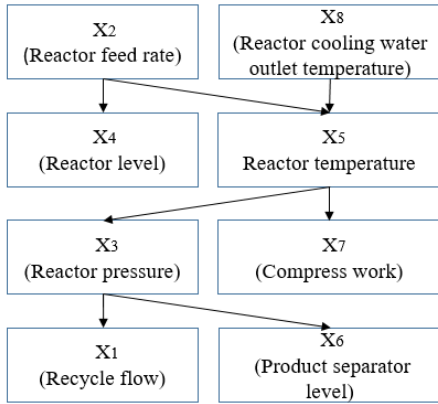 X2
(Reactor feed rate)
X8
(Reactor cooling water
outlet temperature)
X4
(Reactor level)
X5
Reactor temperature
X3
(Reactor pressure)
X7
(Compress work)
X1
(Recycle flow)
X6
(Product separator
level)